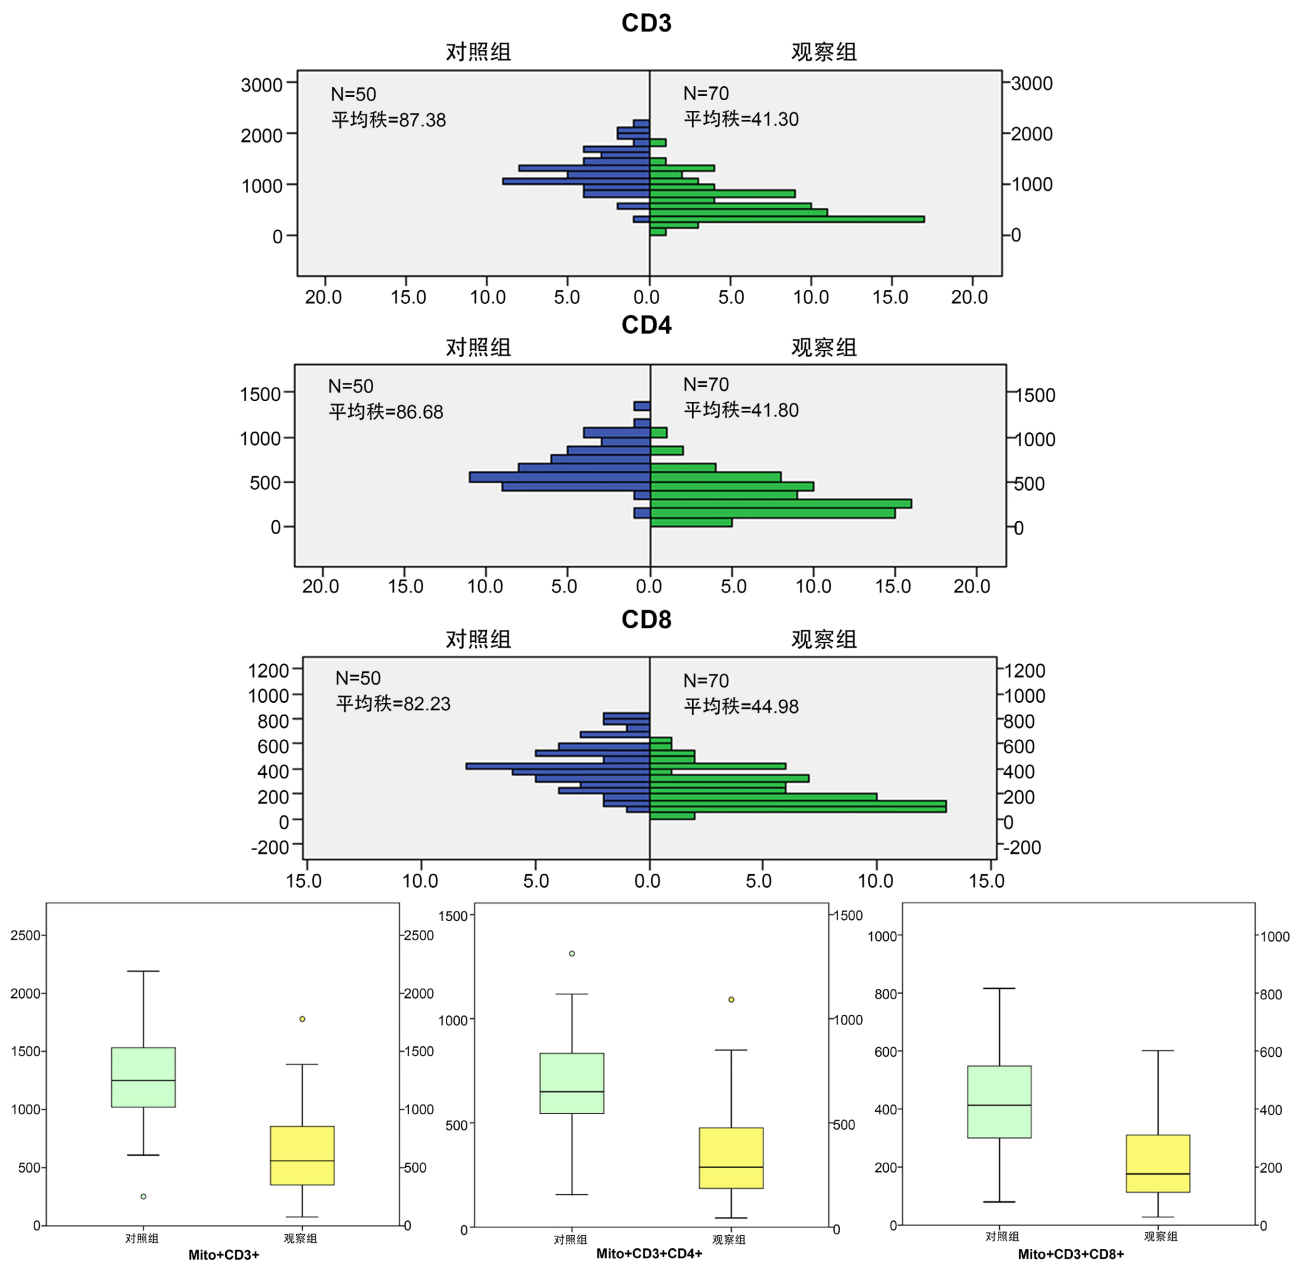 CD3
对照组 观察组
3000 N=50 N=70 3000
平均秩=87.38 平均秩=41.30
2000 2000
1000 1000
0 0
20.0 15.0 10.0 5.0 0.0 5.0 10.0 15.0 20.0
CD4
对照组 观察组
1500 N=50 N=70 1500
平均秩=86.68 平均秩=41.80
1000 1000
500 500
0 0
20.0 15.0 10.0 5.0 0.0 5.0 10.0 15.0 20.0
CD8
对照组 观察组
1200 N=50 N=70 1200
1000 平均秩=82.23 平均秩=44.98 1000
800 800
600 600
400 400
200 200
0 0
-200 -200
15.0 10.0 5.0 0.0 5.0 10.0 15.0
2500 2500
2000 2000
1500 1500
1000 1000
500 500
0 0
对照组 观察组
Mito+CD3+
1500 1500
1000 1000
500 500
0 0
对照组 观察组
Mito+CD3+CD4+
1000 1000
800 800
600 600
400 400
200 200
0 0
对照组 观察组
Mito+CD3+CD8+